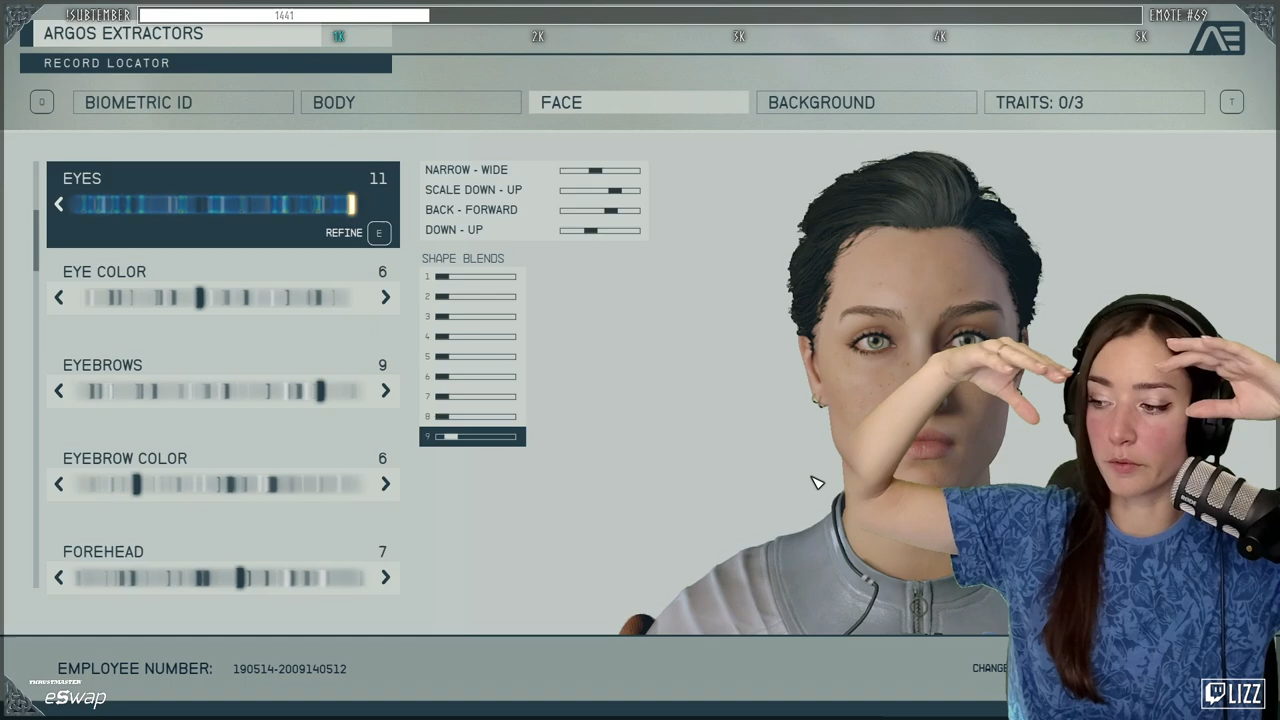 !SUBTEMBER
1441
EMOTE #69
1K
2K
3K
4K
5K
ARGOS EXTRACTORS
AE
RECORD LOCATOR
Q
BIOMETRIC ID
BODY
FACE
BACKGROUND
TRAITS: 0/3
T
EYES 11
REFINE E
EYE COLOR 6
EYEBROWS 9
EYEBROW COLOR 6
FOREHEAD 7
NARROW - WIDE
SCALE DOWN - UP
BACK - FORWARD
DOWN - UP
SHAPE BLENDS
1
2
3
4
5
6
7
8
9
RØDE
EMPLOYEE NUMBER: 190514-2009140512
CHANGE
THRUSTMASTER
eSwap
LIZZ